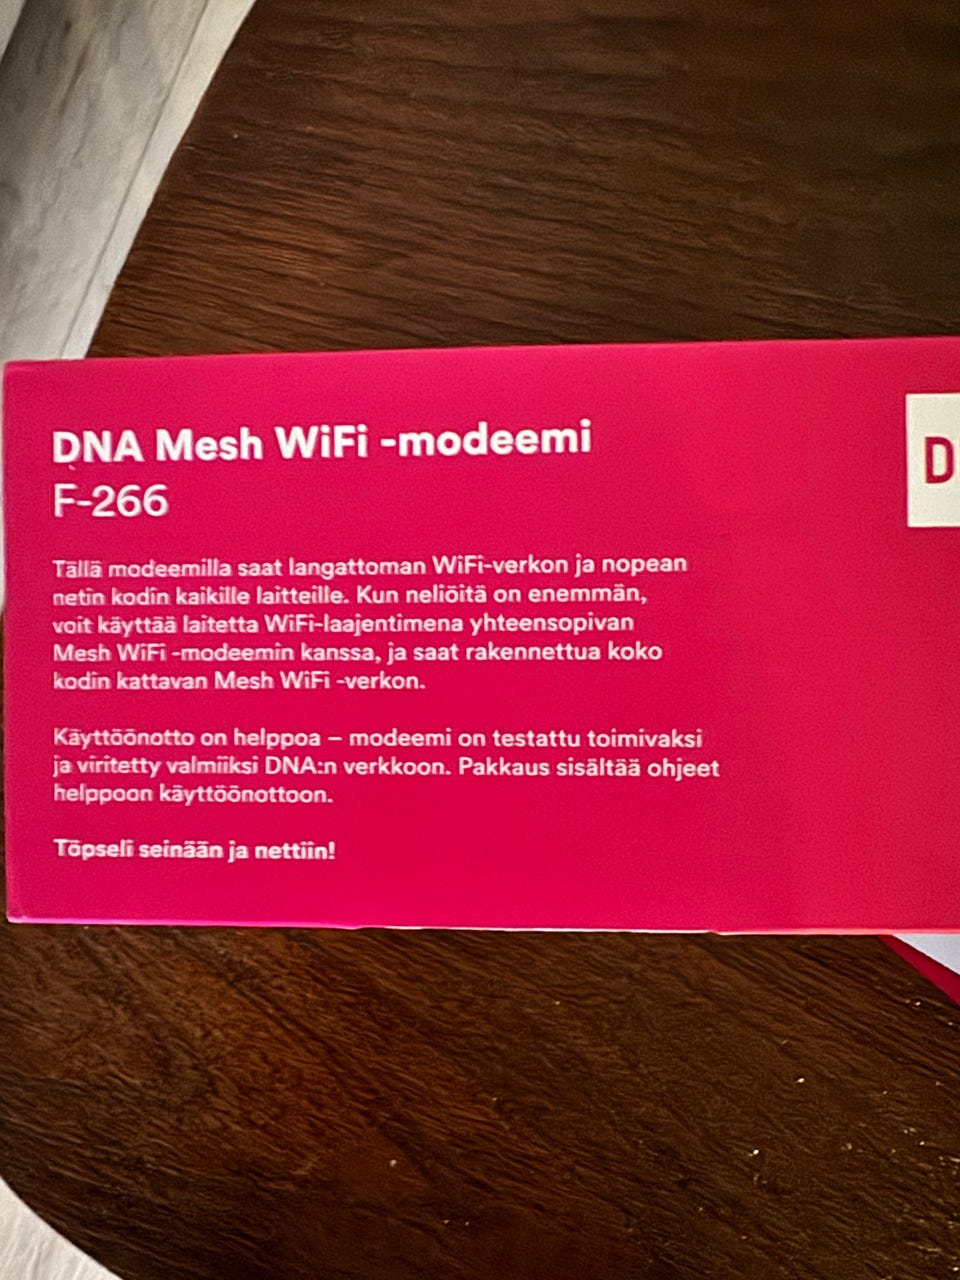 DNA Mesh WiFi -modeemi
F-266
D
Tällä modeemilla saat langattoman WiFi-verkon ja nopean
netin kodin kaikille laitteille. Kun neliöitä on enemmän,
voit käyttää laitetta WiFi-laajentimena yhteensopivan
Mesh WiFi -modeemin kanssa, ja saat rakennettua koko
kodin kattavan Mesh WiFi -verkon.
Käyttöönotto on helppoa – modeemi on testattu toimivaksi
ja viritetty valmiiksi DNA:n verkkoon. Pakkaus sisältää ohjeet
helppoon käyttöönottoon.
Töpseli seinään ja nettiin!